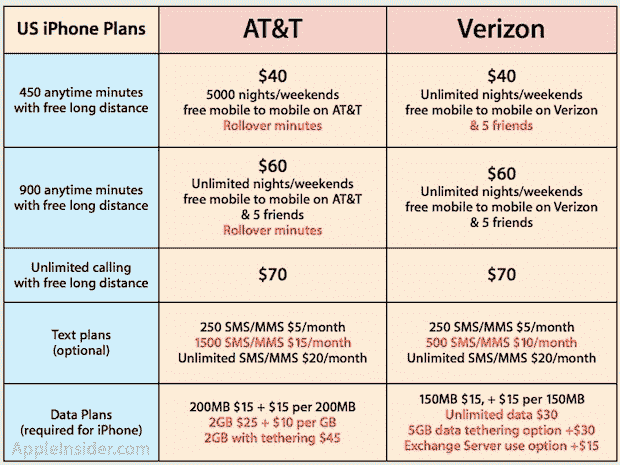 US iPhone Plans
AT&T
Verizon
450 anytime minutes
with free long distance
$40
5000 nights/weekends
free mobile to mobile on AT&T
Rollover minutes
$40
Unlimited nights/weekends
free mobile to mobile on Verizon
& 5 friends
900 anytime minutes
with free long distance
$60
Unlimited nights/weekends
free mobile to mobile on AT&T
& 5 friends
Rollover minutes
$60
Unlimited nights/weekends
free mobile to mobile on Verizon
& 5 friends
Unlimited calling
with free long distance
$70
$70
Text plans
(optional)
250 SMS/MMS $5/month
1500 SMS/MMS $15/month
Unlimited SMS/MMS $20/month
250 SMS/MMS $5/month
500 SMS/MMS $10/month
Unlimited SMS/MMS $20/month
Data Plans
(required for iPhone)
200MB $15 + $15 per 200MB
2GB $25 + $10 per GB
2GB with tethering $45
150MB $15, + $15 per 150MB
Unlimited data $30
5GB data tethering option +$30
Exchange Server use option +$15
AppleInsider.com